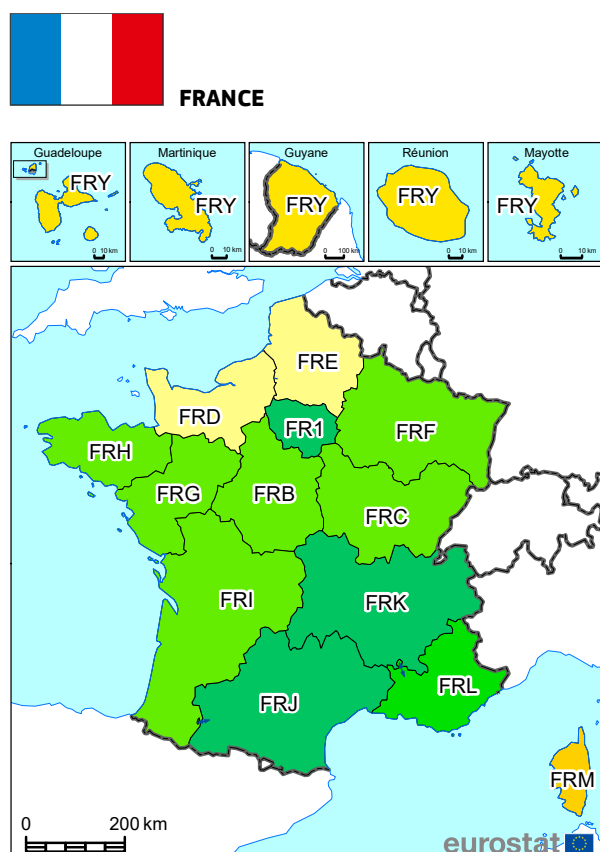 FRANCE
Guadeloupe
Martinique
Guyane
Réunion
Mayotte
FRY
FRY
FRY
FRY
FRY
0 10 km
0 10 km
0 100 km
0 10 km
0 10 km
FRE
FRD
FR1
FRF
FRH
FRG
FRB
FRC
FRI
FRK
FRL
FRJ
FRM
0 200 km
eurostat